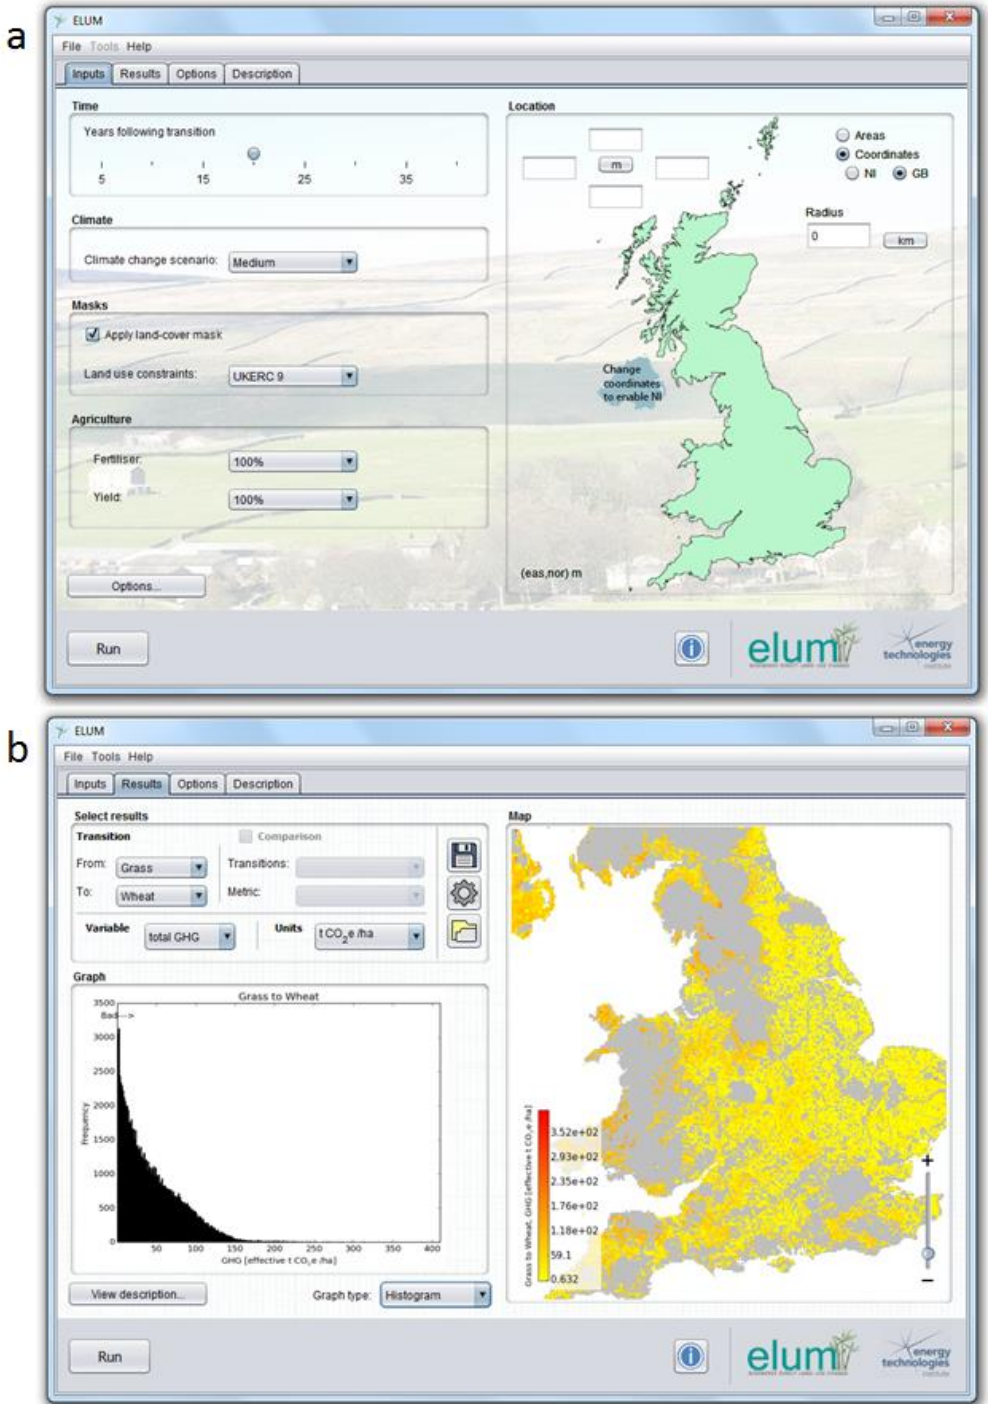 a
ELUM
File Tools Help
Inputs Results Options Description
Time
Years following transition
5 15 25 35
Climate
Climate change scenario: Medium
Masks
Apply land-cover mask
Land use constraints: UKERC 9
Agriculture
Fertiliser: 100%
Yield: 100%
Options...
Location
m
Areas
Coordinates
NI GB
Radius
0 km
Change
coordinates
to enable NI
(eas,nor) m
Run
elum
energy
technologies
institute
b
ELUM
File Tools Help
Inputs Results Options Description
Select results
Transition
Comparison
From: Grass
Transitions:
To: Wheat
Metric:
Variable total GHG Units t CO2e /ha
Graph
Grass to Wheat
Bad--->
3500
3000
2500
2000
1500
1000
500
0
Frequency
50 100 150 200 250 300 350 400
GHG [effective t CO2e /ha]
View description...
Graph type: Histogram
Map
Grass to Wheat, GHG [effective t CO2e /ha]
3.52e+02
2.93e+02
2.35e+02
1.76e+02
1.18e+02
59.1
0.632
+
−
Run
elum
energy
technologies
institute